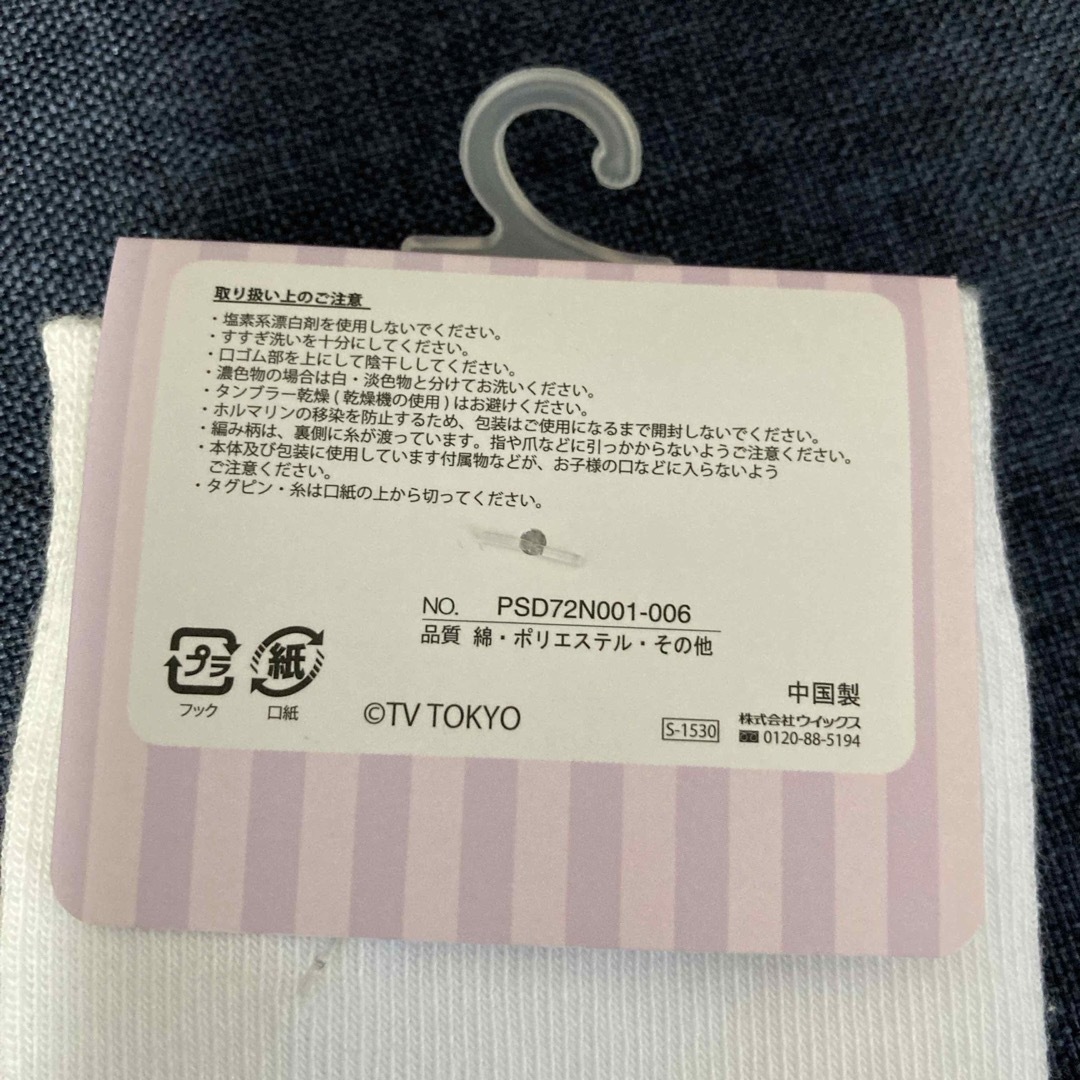 取り扱い上のご注意
・塩素系漂白剤を使用しないでください。
・すすぎ洗いを十分にしてください。
・口ゴム部を上にして陰干ししてください。
・濃色物の場合は白・淡色物と分けてお洗いください。
・タンブラー乾燥(乾燥機の使用)はお避けください。
・ホルマリンの移染を防止するため、包装はご使用になるまで開封しないでください。
・編み柄は、裏側に糸が渡っています。指や爪などに引っかからないようご注意ください。
・本体及び包装に使用しています付属物などが、お子様の口などに入らないよう
ご注意ください。
・タグピン・糸は口紙の上から切ってください。
NO. PSD72N001-006
品質 綿・ポリエステル・その他
プラ
フック
紙
口紙
©TV TOKYO
中国製
S-1530
株式会社ウイックス
0120-88-5194